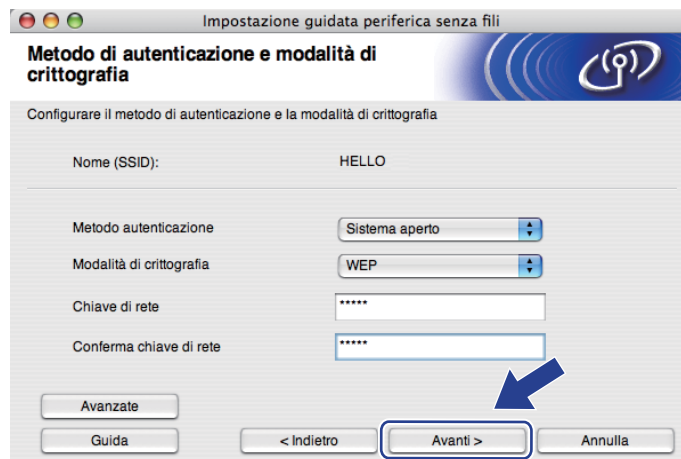 Impostazione guidata periferica senza fili
Metodo di autenticazione e modalità di
crittografia
Configurare il metodo di autenticazione e la modalità di crittografia
Nome (SSID): HELLO
Metodo autenticazione Sistema aperto
Modalità di crittografia WEP
Chiave di rete *****
Conferma chiave di rete *****
Avanzate
Guida < Indietro Avanti > Annulla